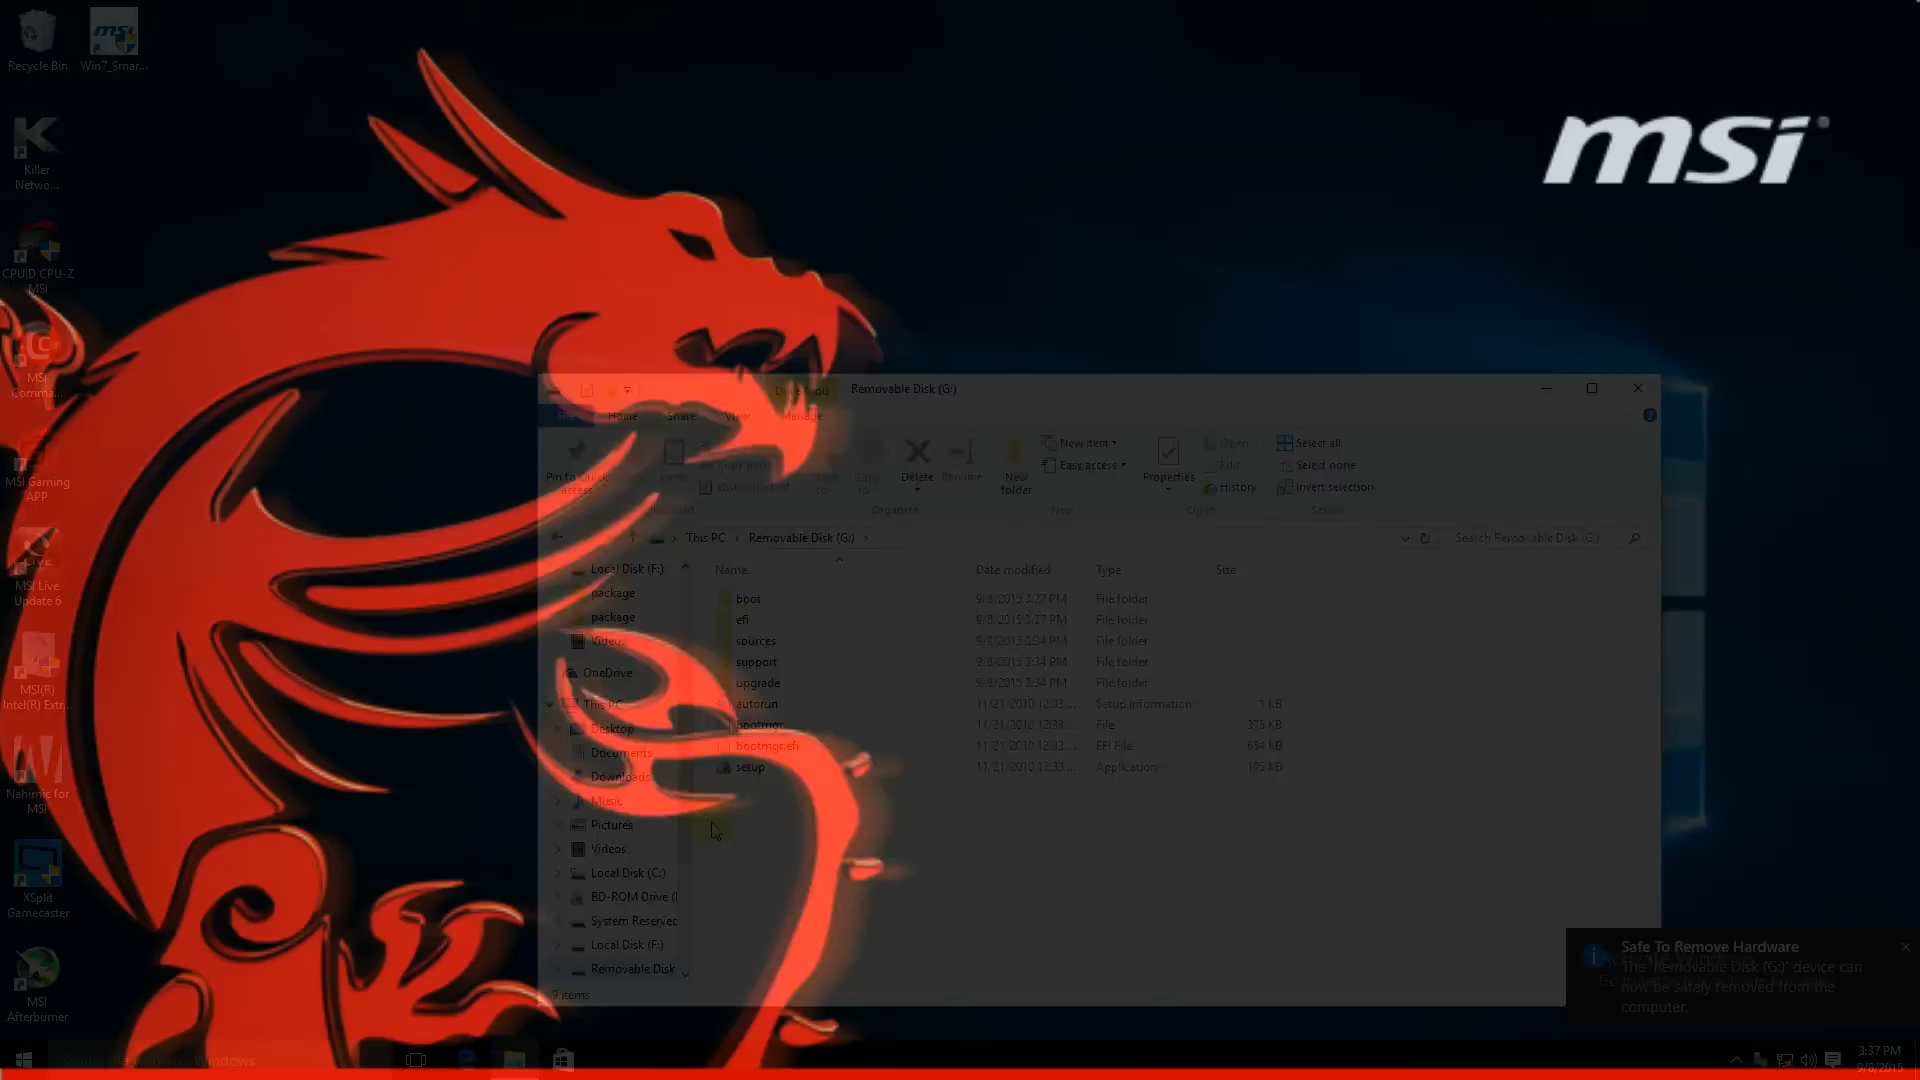 Recycle Bin
Win7_Smar...
msi
Killer
Netwo...
CPUID CPU-Z
MSI
MSI
Comma...
MSI Gaming
APP
LIVE
MSI Live
Update 6
MSI(R)
Intel(R) Extr...
Nahimic for
MSI
XSplit
Gamecaster
MSI
Afterburner
Drive Tools
Removable Disk (G:)
File
Home
Share
View
Manage
Pin to Quick
access
Copy path
Delete
Rename
New
folder
New item
Easy access
Properties
Open
Edit
History
Select all
Select none
Invert selection
Organize
New
Open
Select
This PC
Removable Disk (G:)
Search Removable Disk (G:)
Name
Date modified
Type
Size
Local Disk (F:)
package
package
Videos
OneDrive
This PC
Desktop
Documents
Downloads
Music
Pictures
Videos
Local Disk (C:)
BD-ROM Drive (
System Reserved
Local Disk (F:)
Removable Disk
boot 9/8/2015 3:27 PM File folder
efi 9/8/2015 3:27 PM File folder
sources 9/8/2015 3:34 PM File folder
support 9/8/2015 3:34 PM File folder
upgrade 9/8/2015 3:34 PM File folder
autorun 11/21/2010 12:33 ... Setup Information 1 KB
bootmgr 11/21/2010 12:33 ... File 375 KB
bootmgr.efi 11/21/2010 12:33 ... EFI File 654 KB
setup 11/21/2010 12:33 ... Application 105 KB
9 items
Safe To Remove Hardware
The 'Removable Disk (G:)' device can
now be safely removed from the
computer.
3:37 PM
9/8/2015